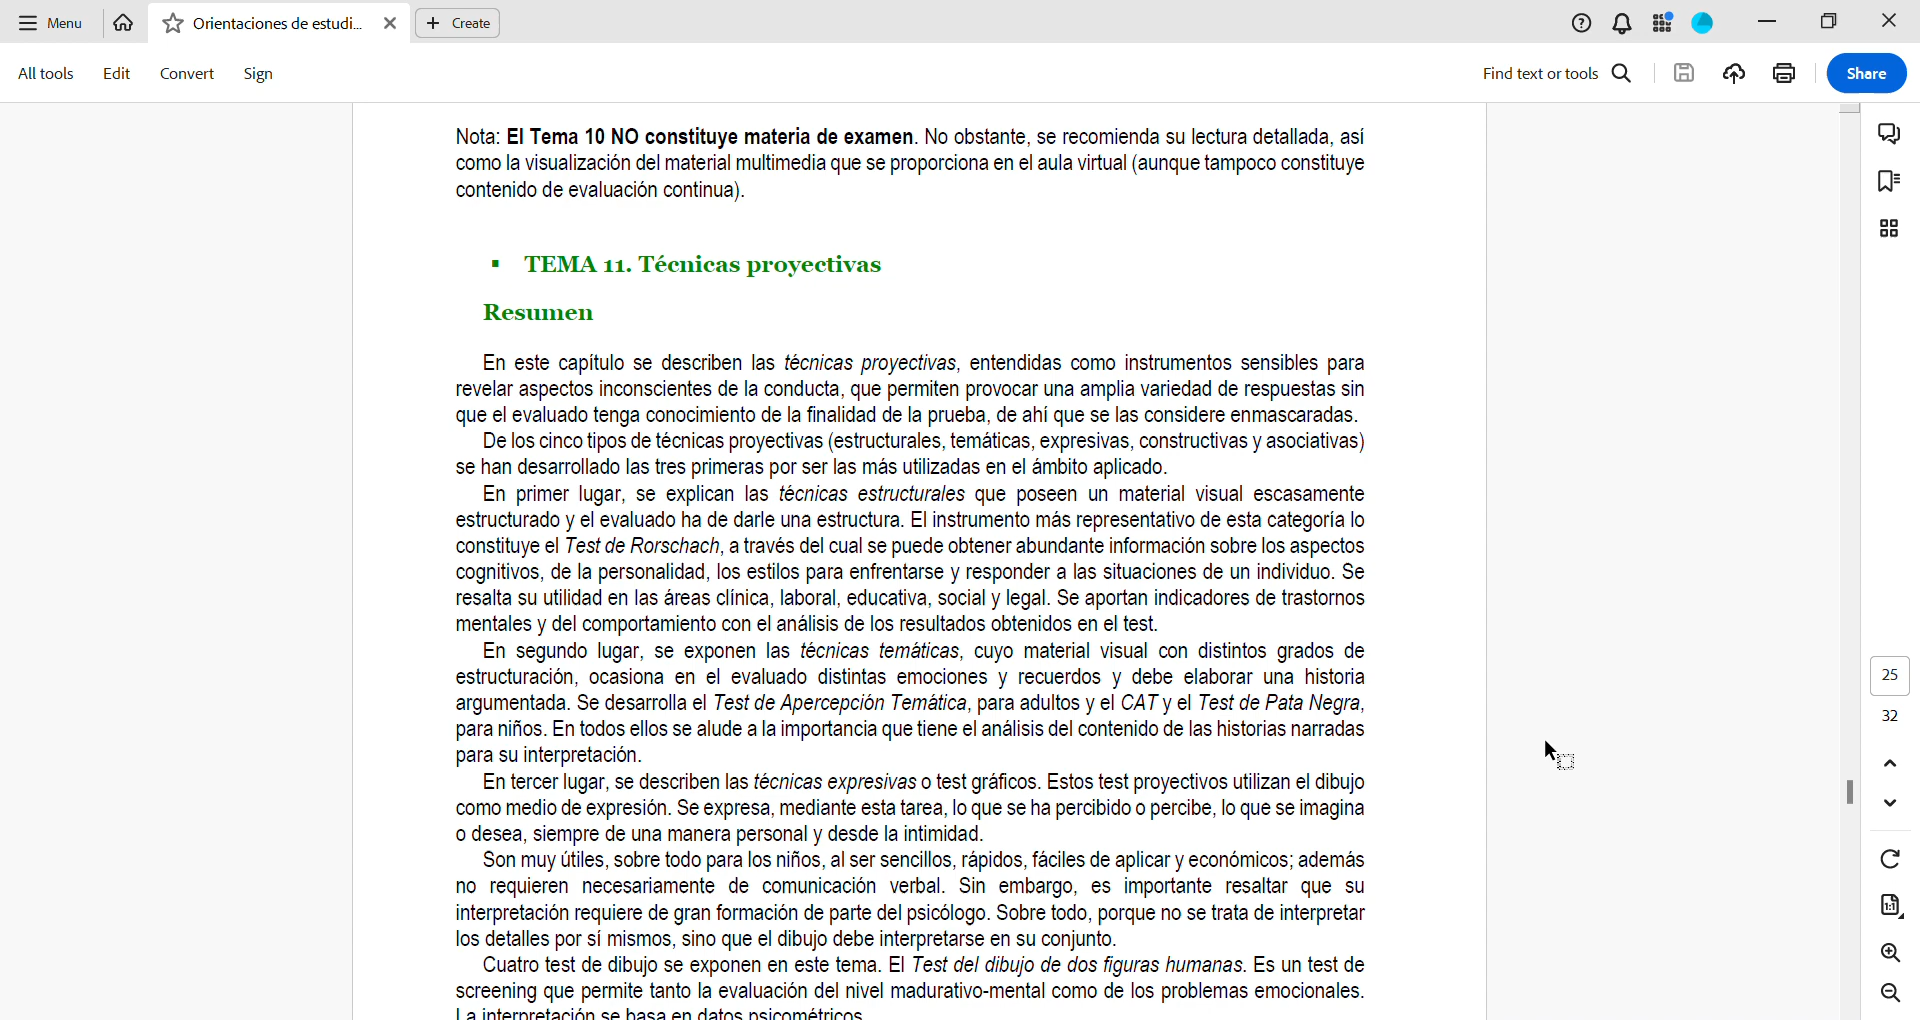 Menu
Orientaciones de estudi...
Create
All tools
Edit
Convert
Sign
Find text or tools
Share
Nota: El Tema 10 NO constituye materia de examen. No obstante, se recomienda su lectura detallada, así
como la visualización del material multimedia que se proporciona en el aula virtual (aunque tampoco constituye
contenido de evaluación continua).
▪ TEMA 11. Técnicas proyectivas
Resumen
En este capítulo se describen las técnicas proyectivas, entendidas como instrumentos sensibles para
revelar aspectos inconscientes de la conducta, que permiten provocar una amplia variedad de respuestas sin
que el evaluado tenga conocimiento de la finalidad de la prueba, de ahí que se las considere enmascaradas.
De los cinco tipos de técnicas proyectivas (estructurales, temáticas, expresivas, constructivas y asociativas)
se han desarrollado las tres primeras por ser las más utilizadas en el ámbito aplicado.
En primer lugar, se explican las técnicas estructurales que poseen un material visual escasamente
estructurado y el evaluado ha de darle una estructura. El instrumento más representativo de esta categoría lo
constituye el Test de Rorschach, a través del cual se puede obtener abundante información sobre los aspectos
cognitivos, de la personalidad, los estilos para enfrentarse y responder a las situaciones de un individuo. Se
resalta su utilidad en las áreas clínica, laboral, educativa, social y legal. Se aportan indicadores de trastornos
mentales y del comportamiento con el análisis de los resultados obtenidos en el test.
En segundo lugar, se exponen las técnicas temáticas, cuyo material visual con distintos grados de
estructuración, ocasiona en el evaluado distintas emociones y recuerdos y debe elaborar una historia
argumentada. Se desarrolla el Test de Apercepción Temática, para adultos y el CAT y el Test de Pata Negra,
para niños. En todos ellos se alude a la importancia que tiene el análisis del contenido de las historias narradas
para su interpretación.
En tercer lugar, se describen las técnicas expresivas o test gráficos. Estos test proyectivos utilizan el dibujo
como medio de expresión. Se expresa, mediante esta tarea, lo que se ha percibido o percibe, lo que se imagina
o desea, siempre de una manera personal y desde la intimidad.
Son muy útiles, sobre todo para los niños, al ser sencillos, rápidos, fáciles de aplicar y económicos; además
no requieren necesariamente de comunicación verbal. Sin embargo, es importante resaltar que su
interpretación requiere de gran formación de parte del psicólogo. Sobre todo, porque no se trata de interpretar
los detalles por sí mismos, sino que el dibujo debe interpretarse en su conjunto.
Cuatro test de dibujo se exponen en este tema. El Test del dibujo de dos figuras humanas. Es un test de
screening que permite tanto la evaluación del nivel madurativo-mental como de los problemas emocionales.
La interpretación se basa en datos psicométricos
25
32